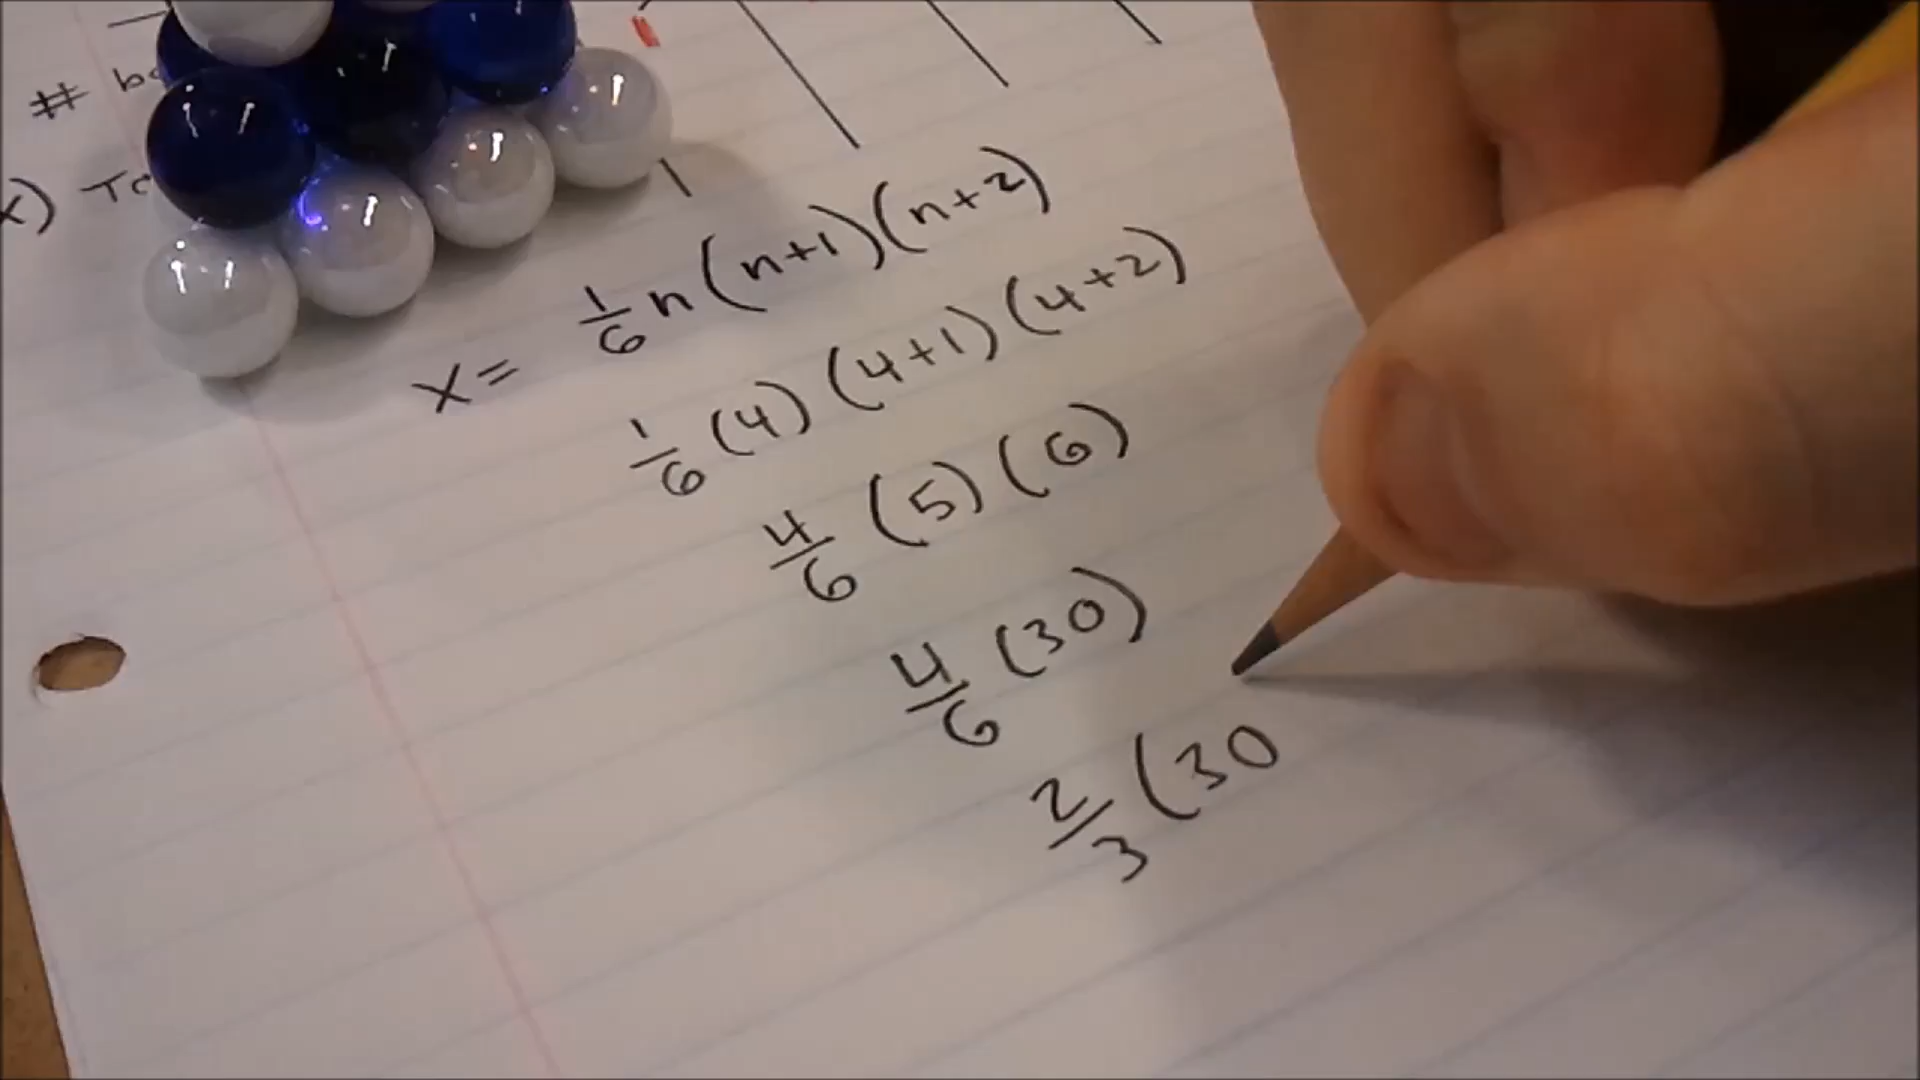 # 
x)
x = 1/6 n(n+1)(n+2)
1/6 (4) (4+1) (4+2)
4/6 (5) (6)
4/6 (30)
2/3 (30